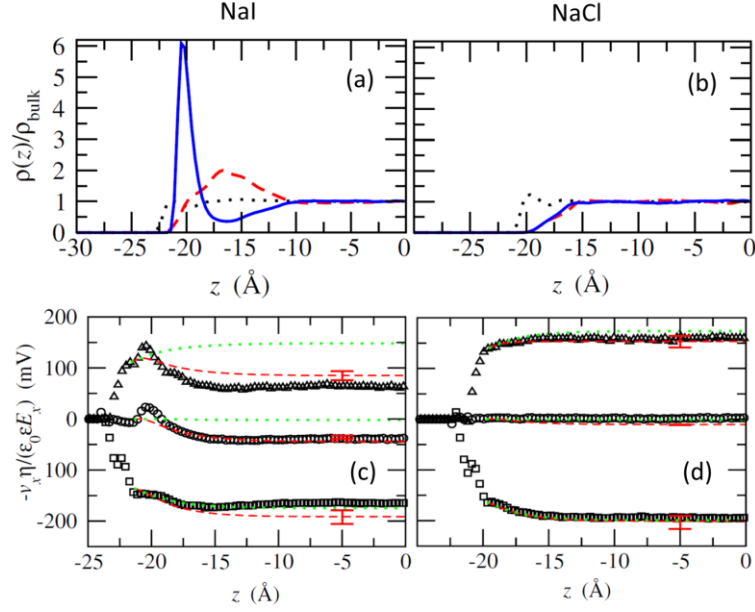 NaI NaCl
6
5
4
3
2
1
0
ρ(z)/ρbulk
(a) (b)
-30 -25 -20 -15 -10 -5 0
-25 -20 -15 -10 -5 0
z (Å) z (Å)
200
100
0
-100
-200
-νxη/(ε0εEx) (mV)
(c) (d)
-25 -20 -15 -10 -5 0
-25 -20 -15 -10 -5 0
z (Å) z (Å)